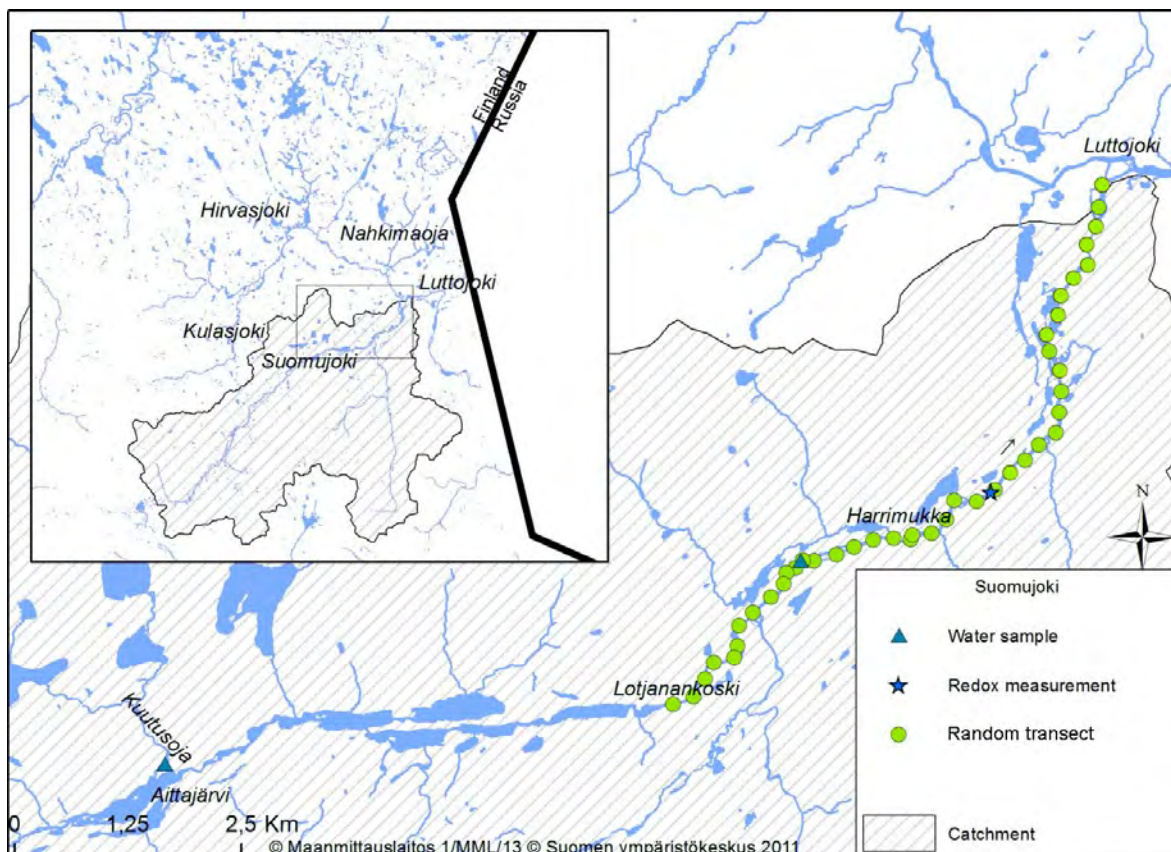 Finland
Russia
Hirvasjoki
Nahkimaoja
Luttojoki
Kulasjoki
Suomujoki
Luttojoki
Harrimukka
N
Lotjanankoski
Kuutusoja
Aittajärvi
Suomujoki
Water sample
Redox measurement
Random transect
Catchment
0 1,25 2,5 Km
© Maanmittauslaitos 1/MML/13 © Suomen ympäristökeskus 2011